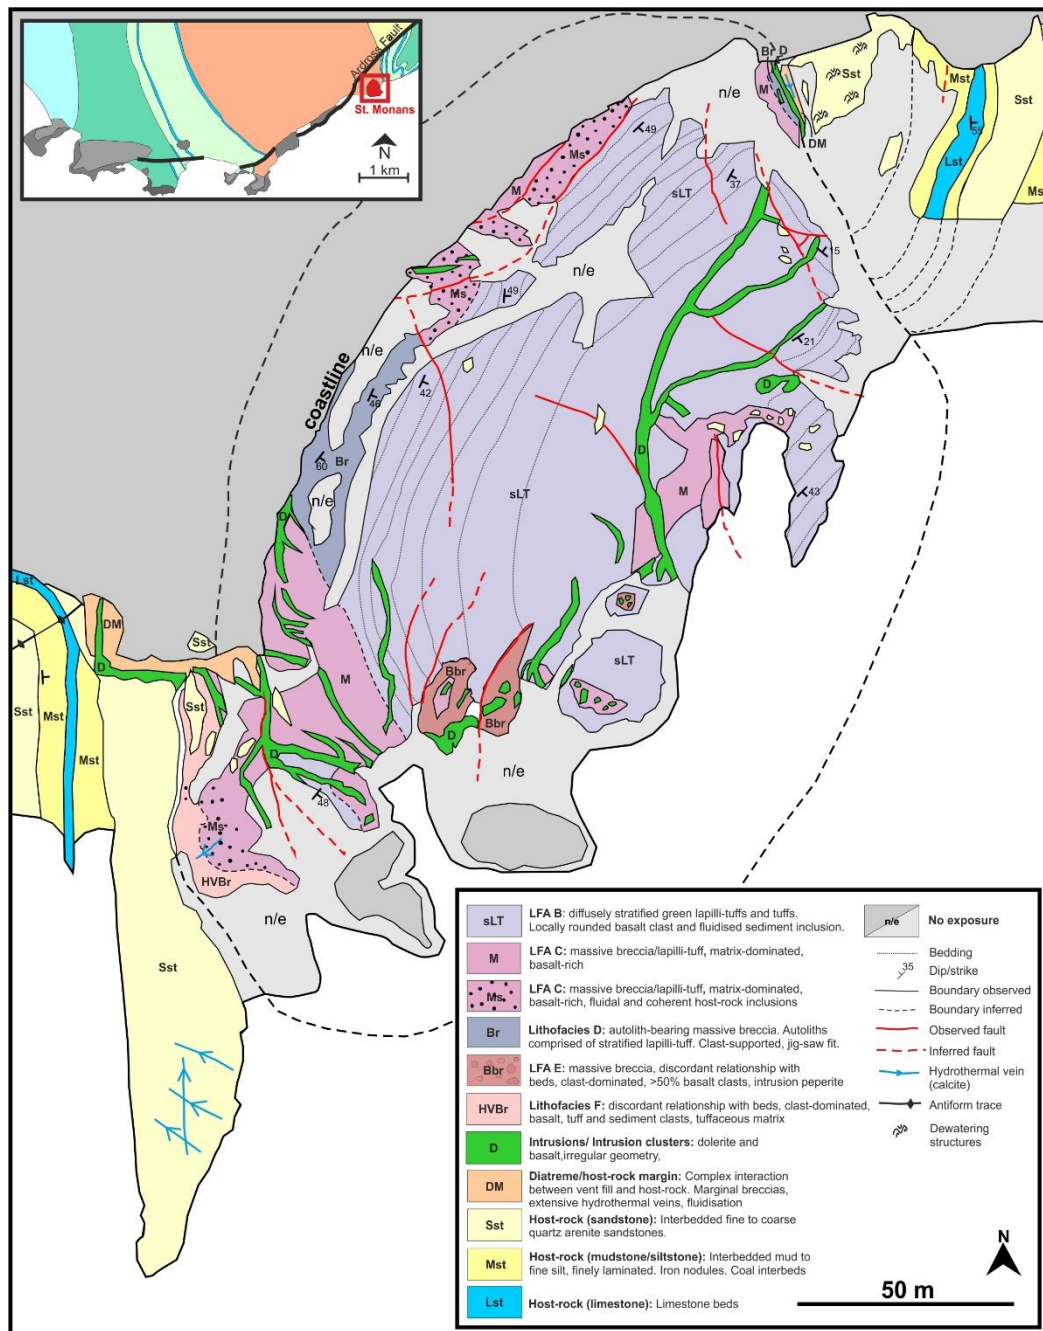 Ardross Fault
St. Monans
N
1 km
Br D
M
DM
n/e
Sst
Mst
Sst
55
Lst
Ms
49
Ms
M
sLT
37
15
n/e
Ms
49
n/e
coastline
42
46
21
D
60
Br
n/e
D
M
43
sLT
D
Lst
DM
Sst
D
sLT
M
Bbr
Bbr
D
Sst
Sst
Mst
Mst
D
48
n/e
Ms
HVBr
n/e
Sst
sLT
LFA B: diffusely stratified green lapilli-tuffs and tuffs.
Locally rounded basalt clast and fluidised sediment inclusion.
M
LFA C: massive breccia/lapilli-tuff, matrix-dominated,
basalt-rich
Ms
LFA C: massive breccia/lapilli-tuff, matrix-dominated,
basalt-rich, fluidal and coherent host-rock inclusions
Br
Lithofacies D: autolith-bearing massive breccia. Autoliths
comprised of stratified lapilli-tuff. Clast-supported, jig-saw fit.
Bbr
LFA E: massive breccia, discordant relationship with
beds, clast-dominated, >50% basalt clasts, intrusion peperite
HVBr
Lithofacies F: discordant relationship with beds, clast-dominated,
basalt, tuff and sediment clasts, tuffaceous matrix
D
Intrusions/ Intrusion clusters: dolerite and
basalt,irregular geometry,
DM
Diatreme/host-rock margin: Complex interaction
between vent fill and host-rock. Marginal breccias,
extensive hydrothermal veins, fluidisation
Sst
Host-rock (sandstone): Interbedded fine to coarse
quartz arenite sandstones.
Mst
Host-rock (mudstone/siltstone): Interbedded mud to
fine silt, finely laminated. Iron nodules. Coal interbeds
Lst
Host-rock (limestone): Limestone beds
n/e
No exposure
Bedding
35
Dip/strike
Boundary observed
Boundary inferred
Observed fault
Inferred fault
Hydrothermal vein
(calcite)
Antiform trace
Dewatering
structures
N
50 m